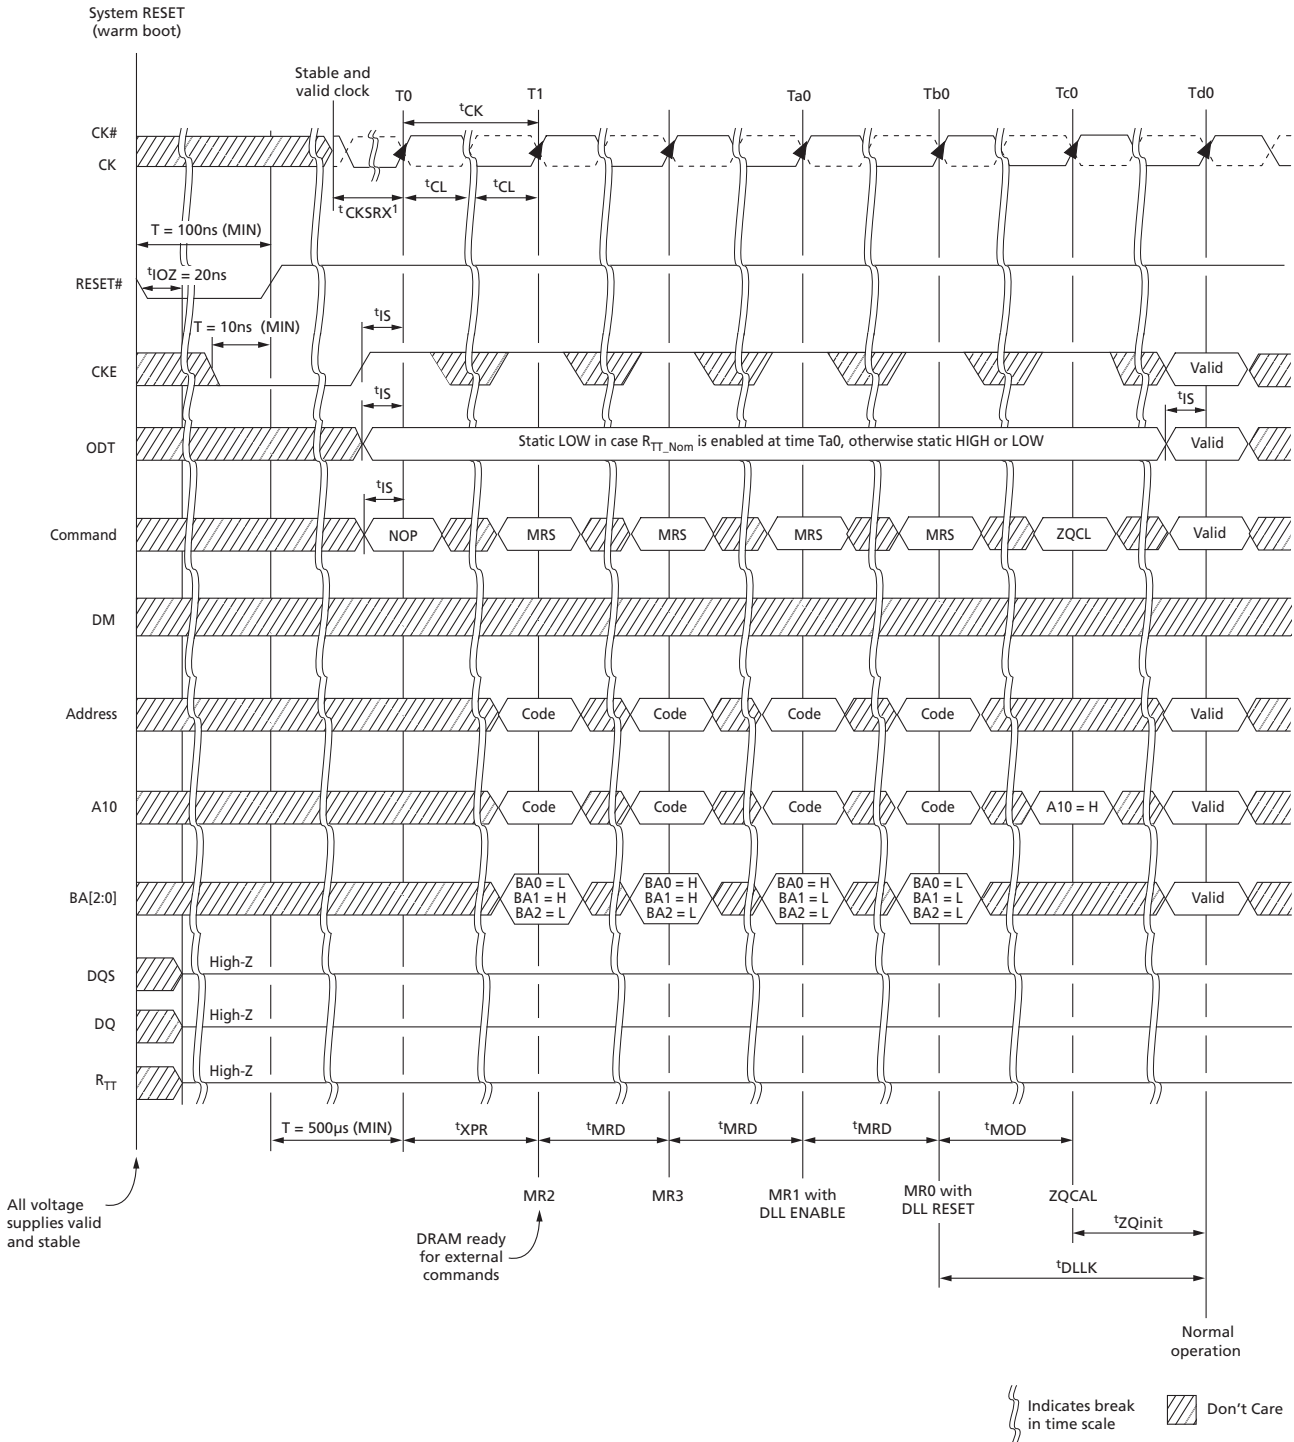 System RESET
(warm boot)
Stable and
valid clock
T0
T1
Ta0
Tb0
Tc0
Td0
tCK
CK#
CK
tCKSRX1
tCL
tCL
T = 100ns (MIN)
RESET#
tIOZ = 20ns
T = 10ns (MIN)
tIS
CKE
Valid
tIS
tIS
ODT
Static LOW in case RTT_Nom is enabled at time Ta0, otherwise static HIGH or LOW
Valid
tIS
Command
NOP
MRS
MRS
MRS
MRS
ZQCL
Valid
DM
Address
Code
Code
Code
Code
Valid
A10
Code
Code
Code
Code
A10 = H
Valid
BA[2:0]
BA0 = L
BA1 = H
BA2 = L
BA0 = H
BA1 = H
BA2 = L
BA0 = H
BA1 = L
BA2 = L
BA0 = L
BA1 = L
BA2 = L
Valid
DQS
High-Z
DQ
High-Z
RTT
High-Z
T = 500μs (MIN)
tXPR
tMRD
tMRD
tMRD
tMOD
All voltage
supplies valid
and stable
MR2
MR3
MR1 with
DLL ENABLE
MR0 with
DLL RESET
ZQCAL
DRAM ready
for external
commands
tZQinit
tDLLK
Normal
operation
Indicates break
in time scale
Don't Care